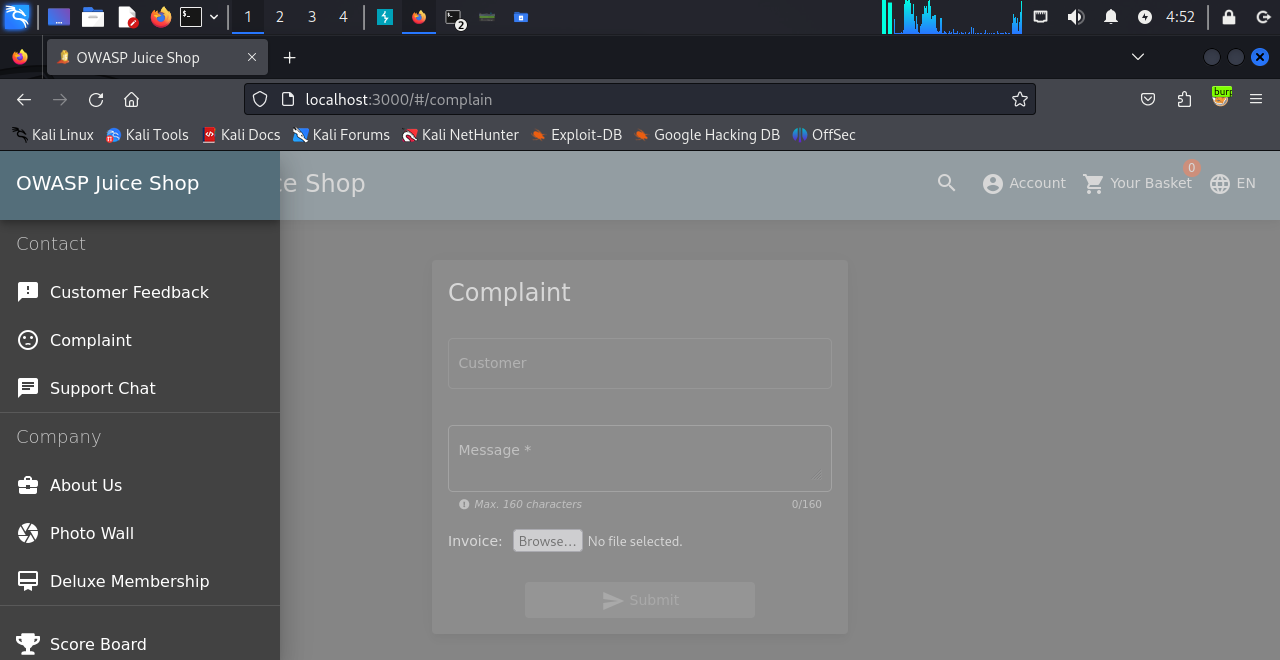 1 2 3 4 2 4:52
OWASP Juice Shop
localhost:3000/#/complain
burp
Kali Linux Kali Tools Kali Docs Kali Forums Kali NetHunter Exploit-DB Google Hacking DB OffSec
OWASP Juice Shop
ce Shop
Account
0
Your Basket
EN
Contact
Customer Feedback
Complaint
Support Chat
Company
About Us
Photo Wall
Deluxe Membership
Score Board
Complaint
Customer
Message *
Max. 160 characters 0/160
Invoice: Browse... No file selected.
Submit